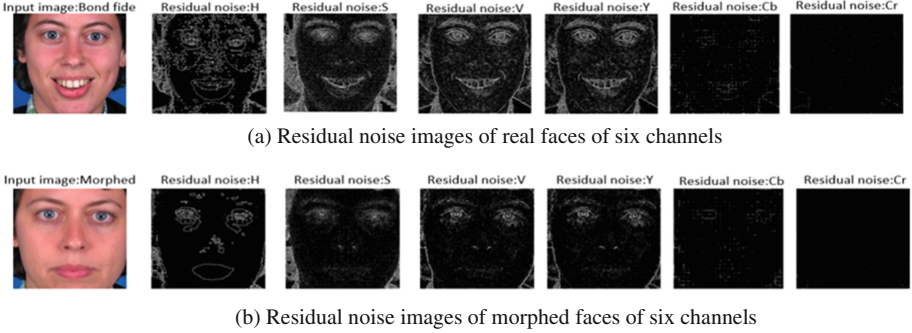 Input image:Bond fide Residual noise:H Residual noise:S Residual noise:V Residual noise:Y Residual noise:Cb Residual noise:Cr
(a) Residual noise images of real faces of six channels
Input image:Morphed Residual noise:H Residual noise:S Residual noise:V Residual noise:Y Residual noise:Cb Residual noise:Cr
(b) Residual noise images of morphed faces of six channels